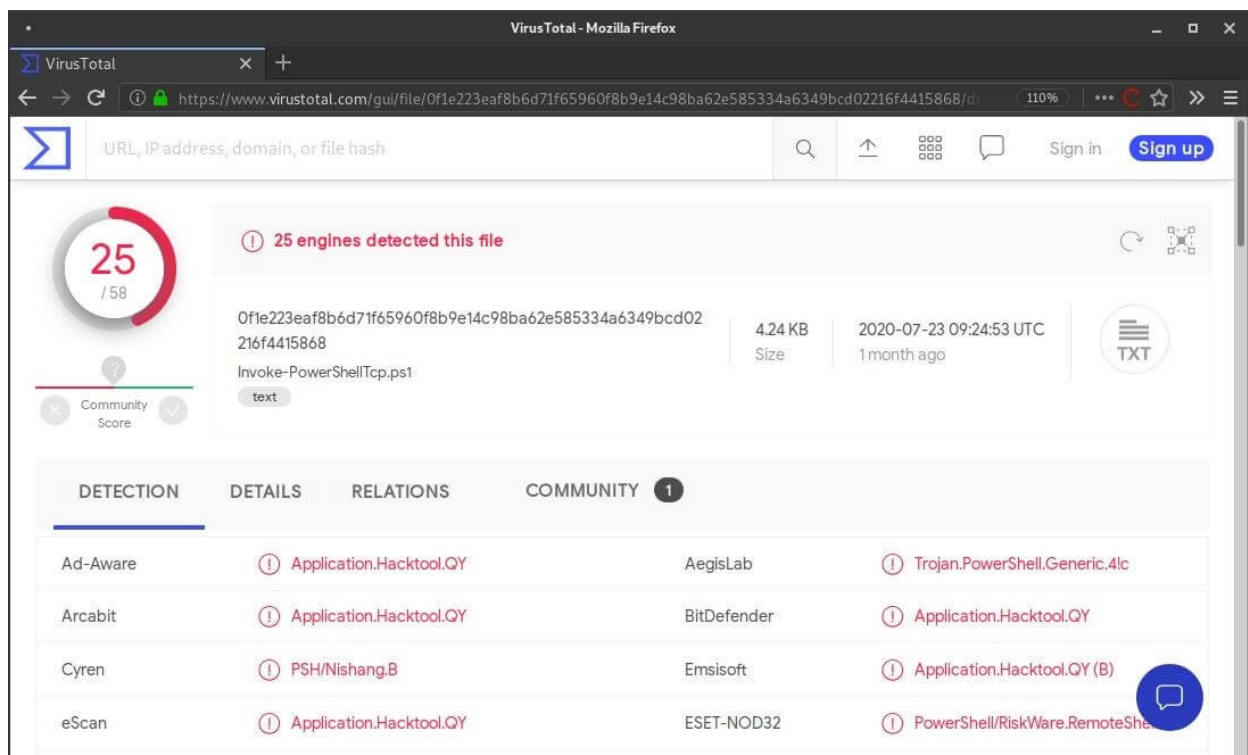 VirusTotal - Mozilla Firefox
VirusTotal
https://www.virustotal.com/gui/file/0f1e223eaf8b6d71f65960f8b9e14c98ba62e585334a6349bcd02216f4415868/d
110%
URL, IP address, domain, or file hash
Sign in
Sign up
25
/ 58
25 engines detected this file
0f1e223eaf8b6d71f65960f8b9e14c98ba62e585334a6349bcd02
216f4415868
Invoke-PowerShellTcp.ps1
text
4.24 KB
Size
2020-07-23 09:24:53 UTC
1 month ago
TXT
?
Community
Score
DETECTION DETAILS RELATIONS COMMUNITY 1
Ad-Aware Application.Hacktool.QY AegisLab Trojan.PowerShell.Generic.4!c
Arcabit Application.Hacktool.QY BitDefender Application.Hacktool.QY
Cyren PSH/Nishang.B Emsisoft Application.Hacktool.QY (B)
eScan Application.Hacktool.QY ESET-NOD32 PowerShell/RiskWare.RemoteShe